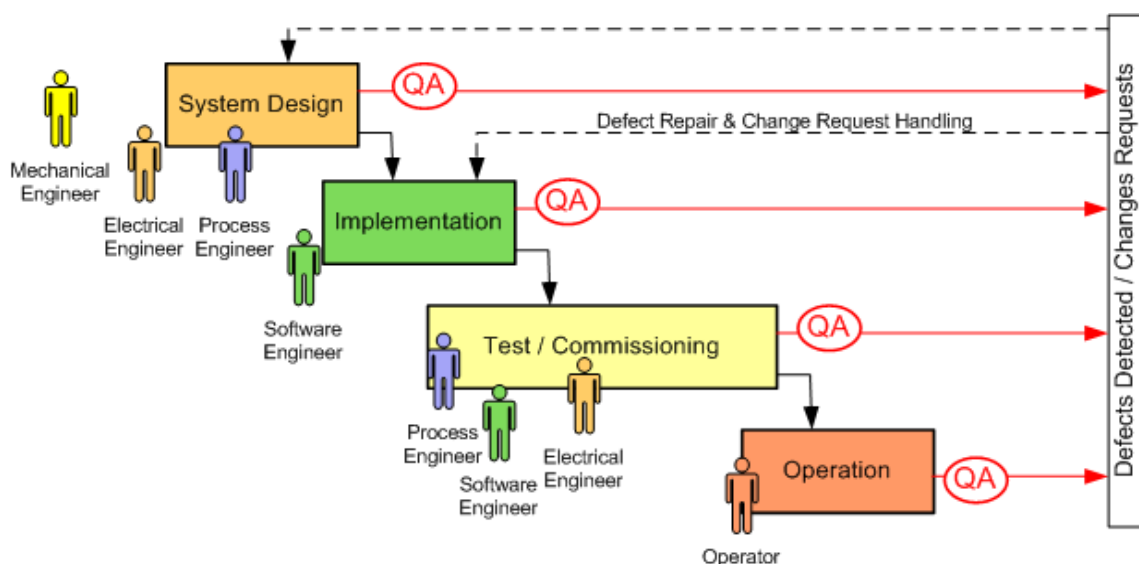 QA
System Design
Defect Repair & Change Request Handling
Mechanical
Engineer
Electrical
Engineer
Process
Engineer
QA
Implementation
Software
Engineer
QA
Test / Commissioning
Process
Engineer
Software
Engineer
Electrical
Engineer
QA
Operation
Operator
Defects Detected / Changes Requests